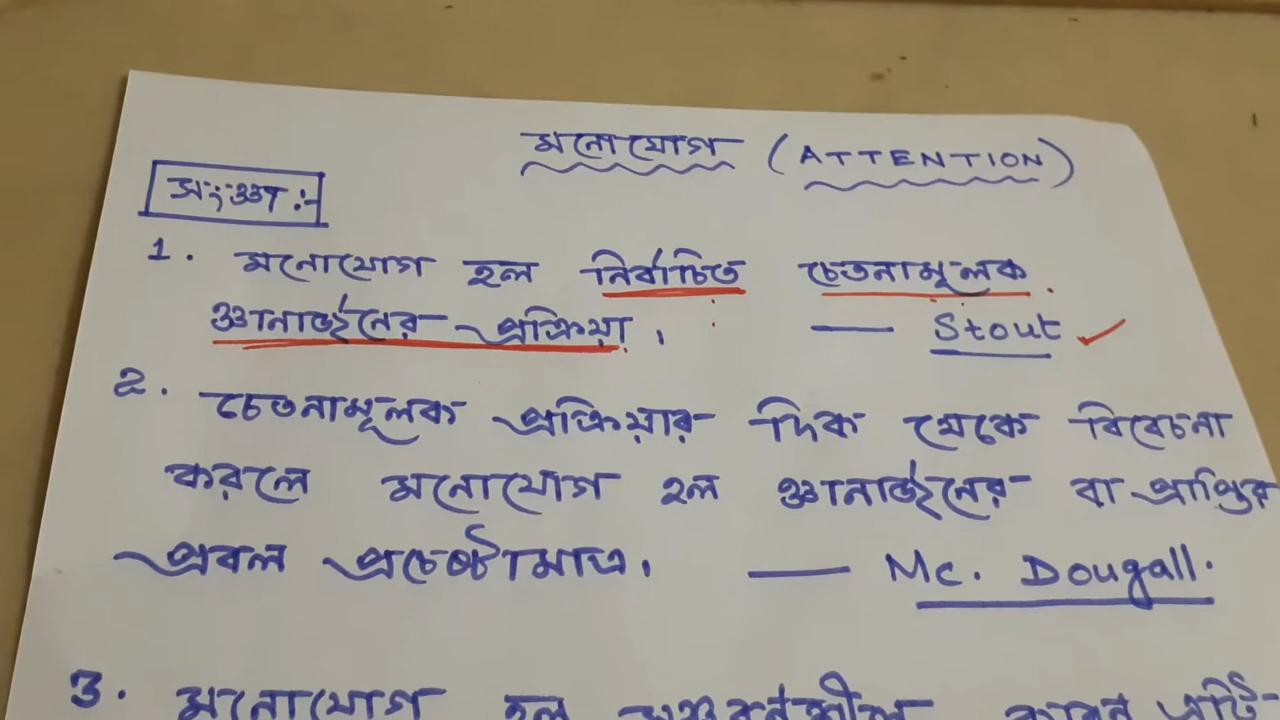 মনোযোগ (ATTENTION)
সংজ্ঞা :-
1. মনোযোগ হল নির্বাচিত চেতনামূলক
জ্ঞানার্জনের প্রক্রিয়া। — Stout
2. চেতনামূলক প্রক্রিয়ার দিক থেকে বিবেচনা
করলে মনোযোগ হল জ্ঞানার্জনের বা প্রাপ্তির
প্রবল প্রচেষ্টামাত্র। — Mc. Dougall.
3. মনোযোগ হল